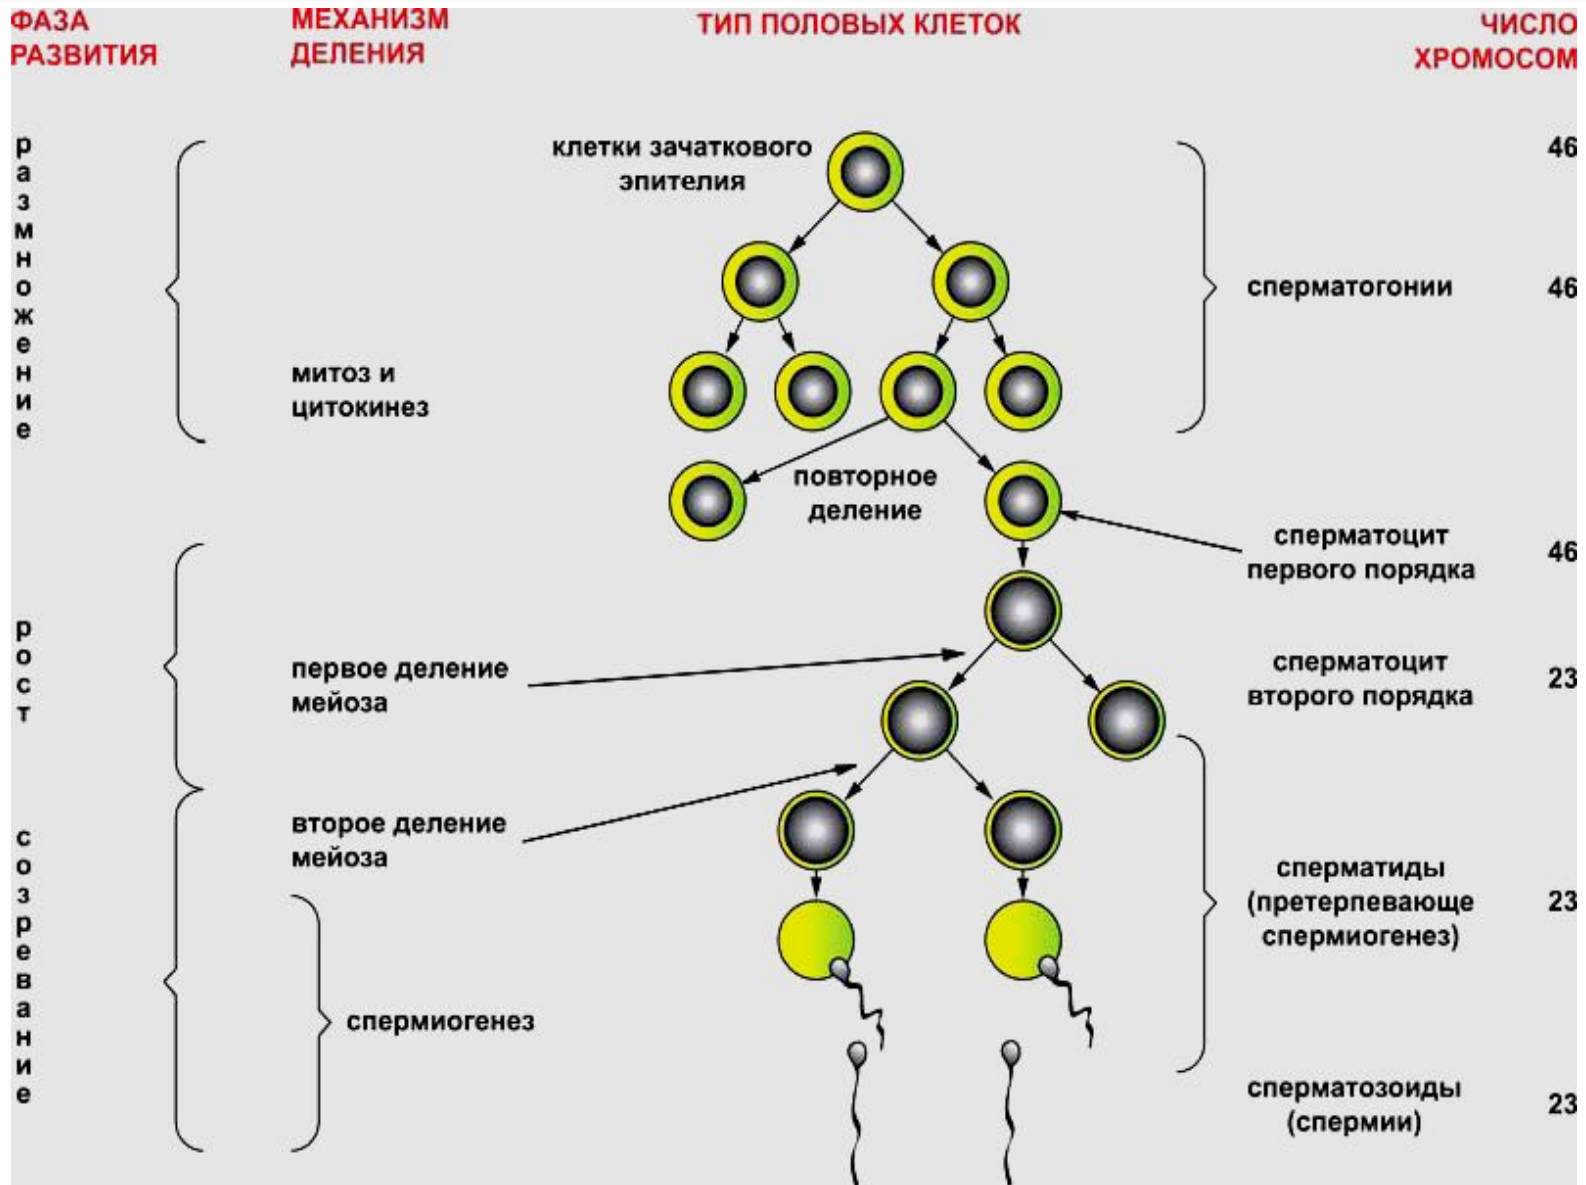 ФАЗА
РАЗВИТИЯ
МЕХАНИЗМ
ДЕЛЕНИЯ
ТИП ПОЛОВЫХ КЛЕТОК
ЧИСЛО
ХРОМОСОМ
размножение
клетки зачаткового
эпителия
46
сперматогонии
46
митоз и
цитокинез
повторное
деление
сперматоцит
первого порядка
46
рост
первое деление
мейоза
сперматоцит
второго порядка
23
созревание
второе деление
мейоза
сперматиды
(претерпевающе
спермиогенез)
23
спермиогенез
сперматозоиды
(спермии)
23